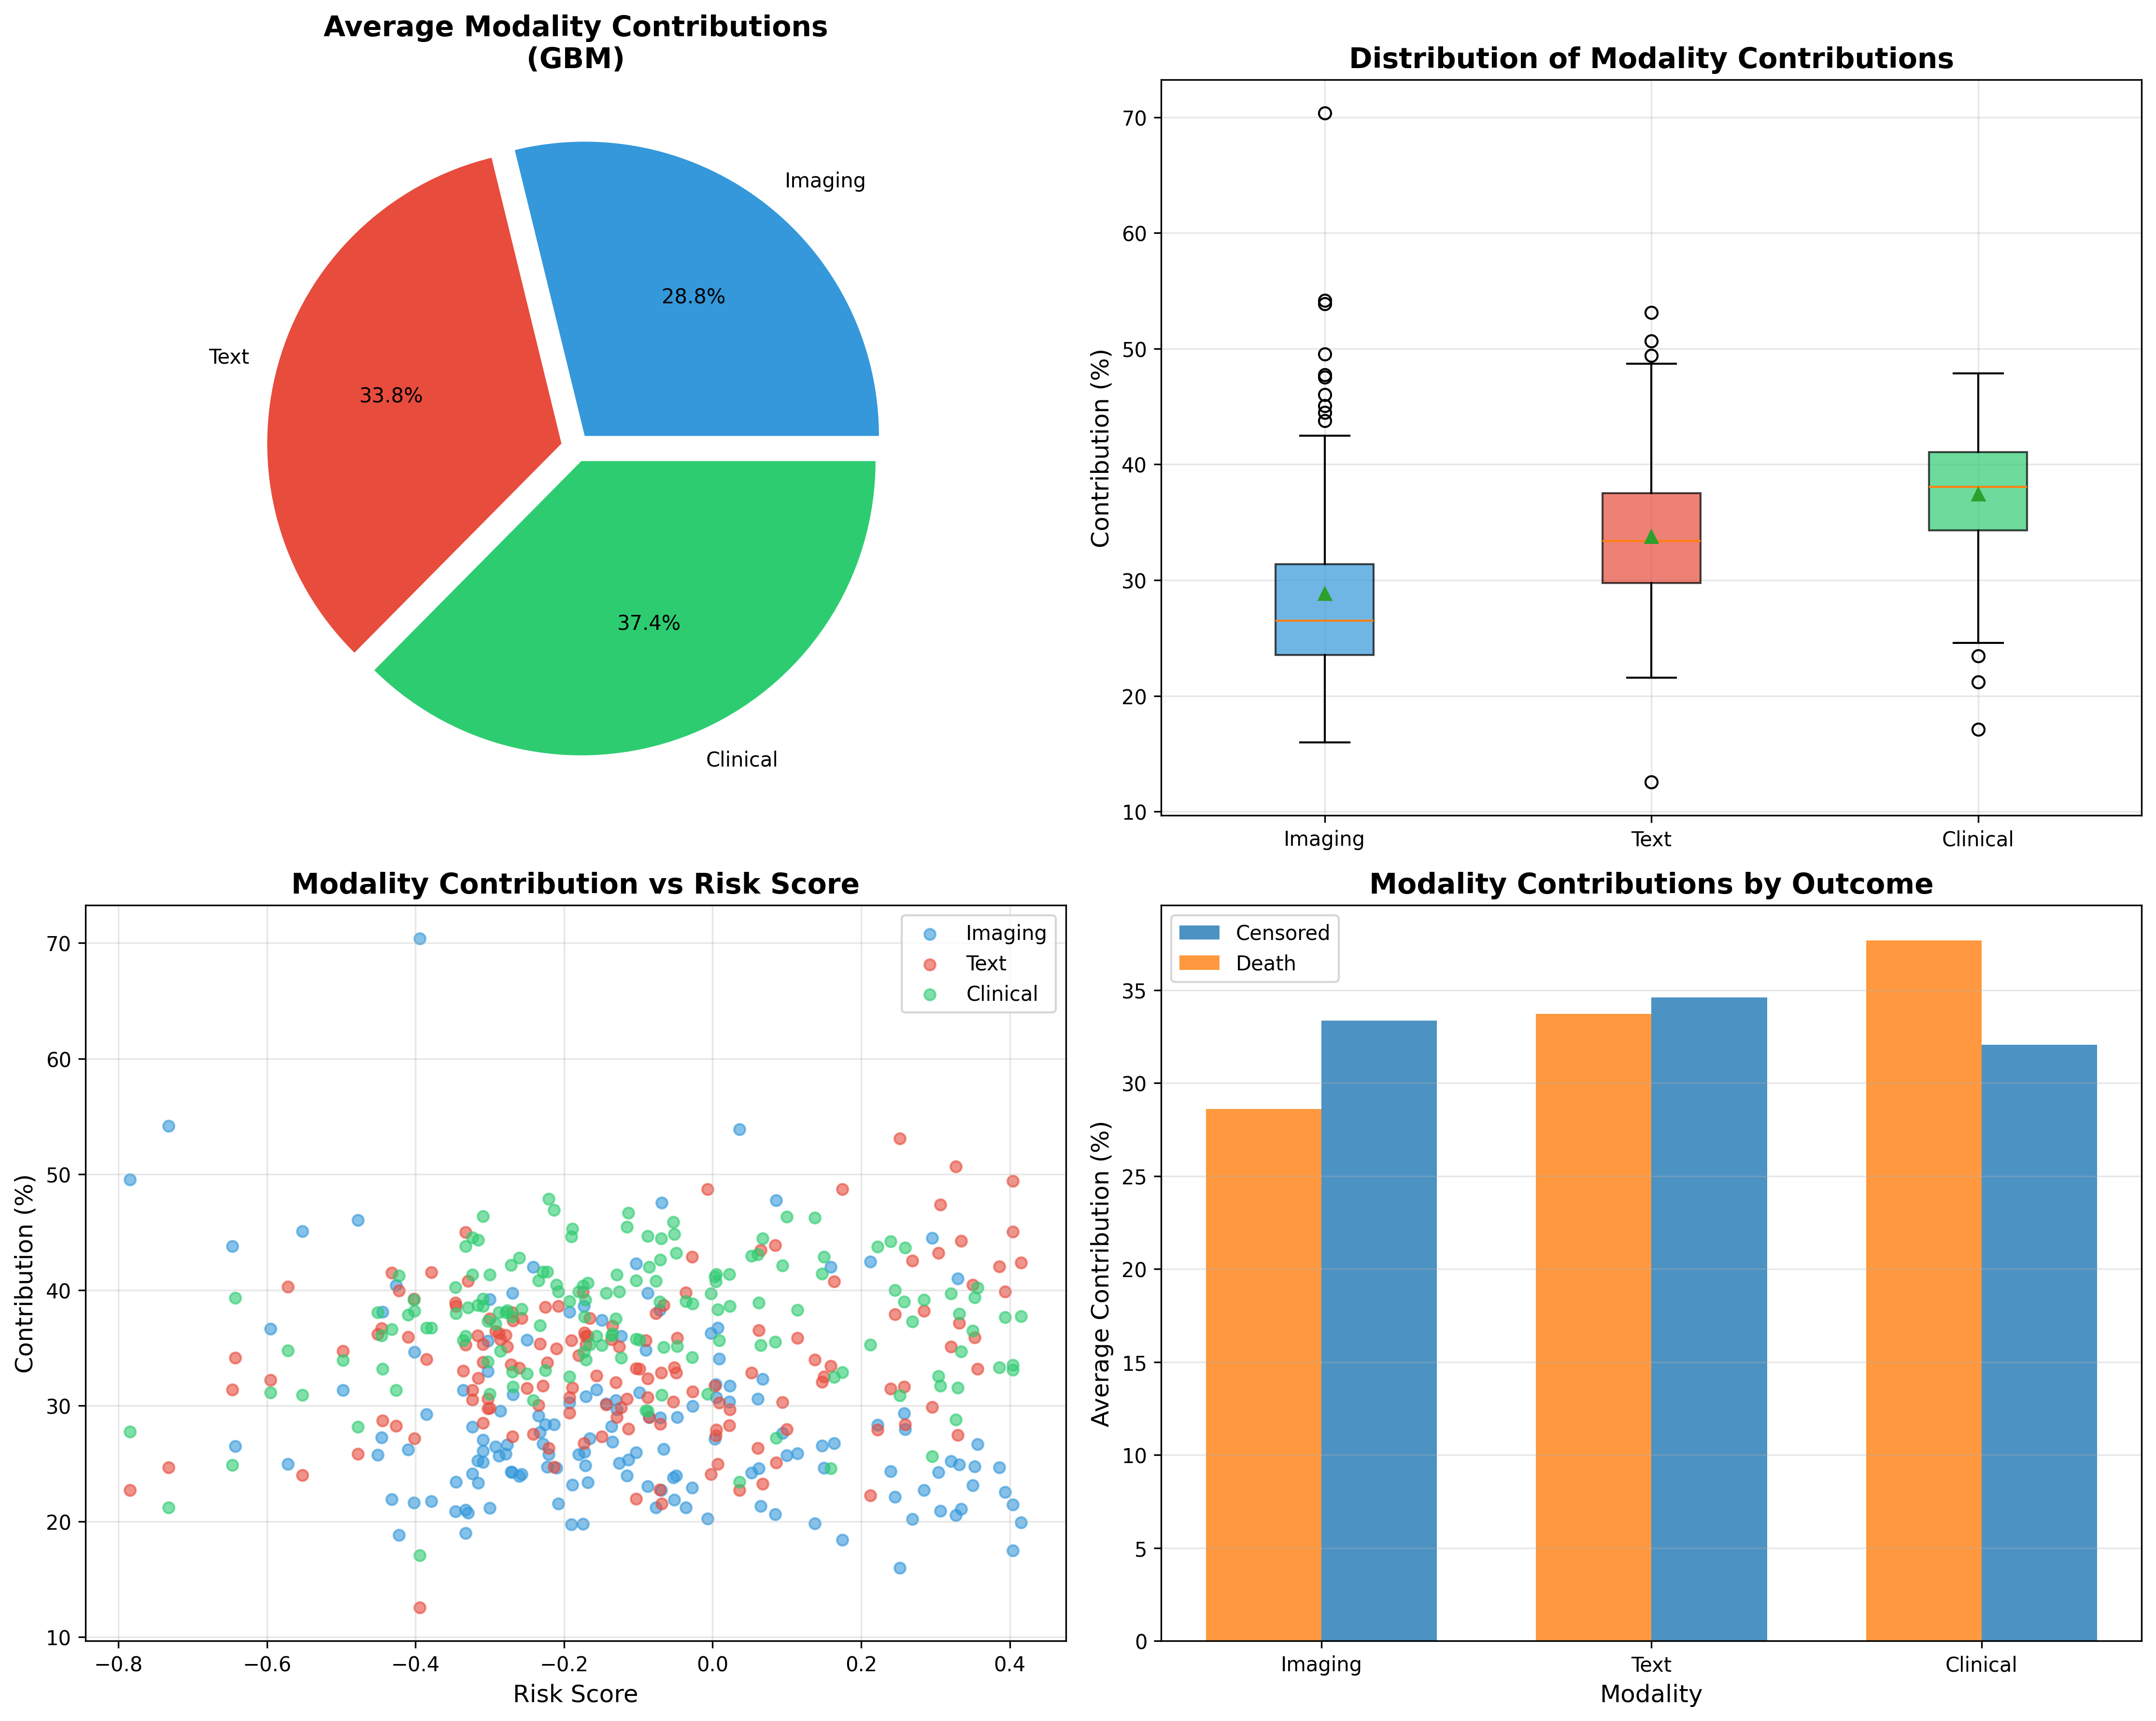 Average Modality Contributions
(GBM)
Imaging
28.8%
Text
33.8%
37.4%
Clinical
Distribution of Modality Contributions
Contribution (%)
70
60
50
40
30
20
10
Imaging
Text
Clinical
Modality Contribution vs Risk Score
Contribution (%)
70
60
50
40
30
20
10
Imaging
Text
Clinical
−0.8
−0.6
−0.4
−0.2
0.0
0.2
0.4
Risk Score
Modality Contributions by Outcome
Censored
Death
Average Contribution (%)
35
30
25
20
15
10
5
0
Imaging
Text
Clinical
Modality